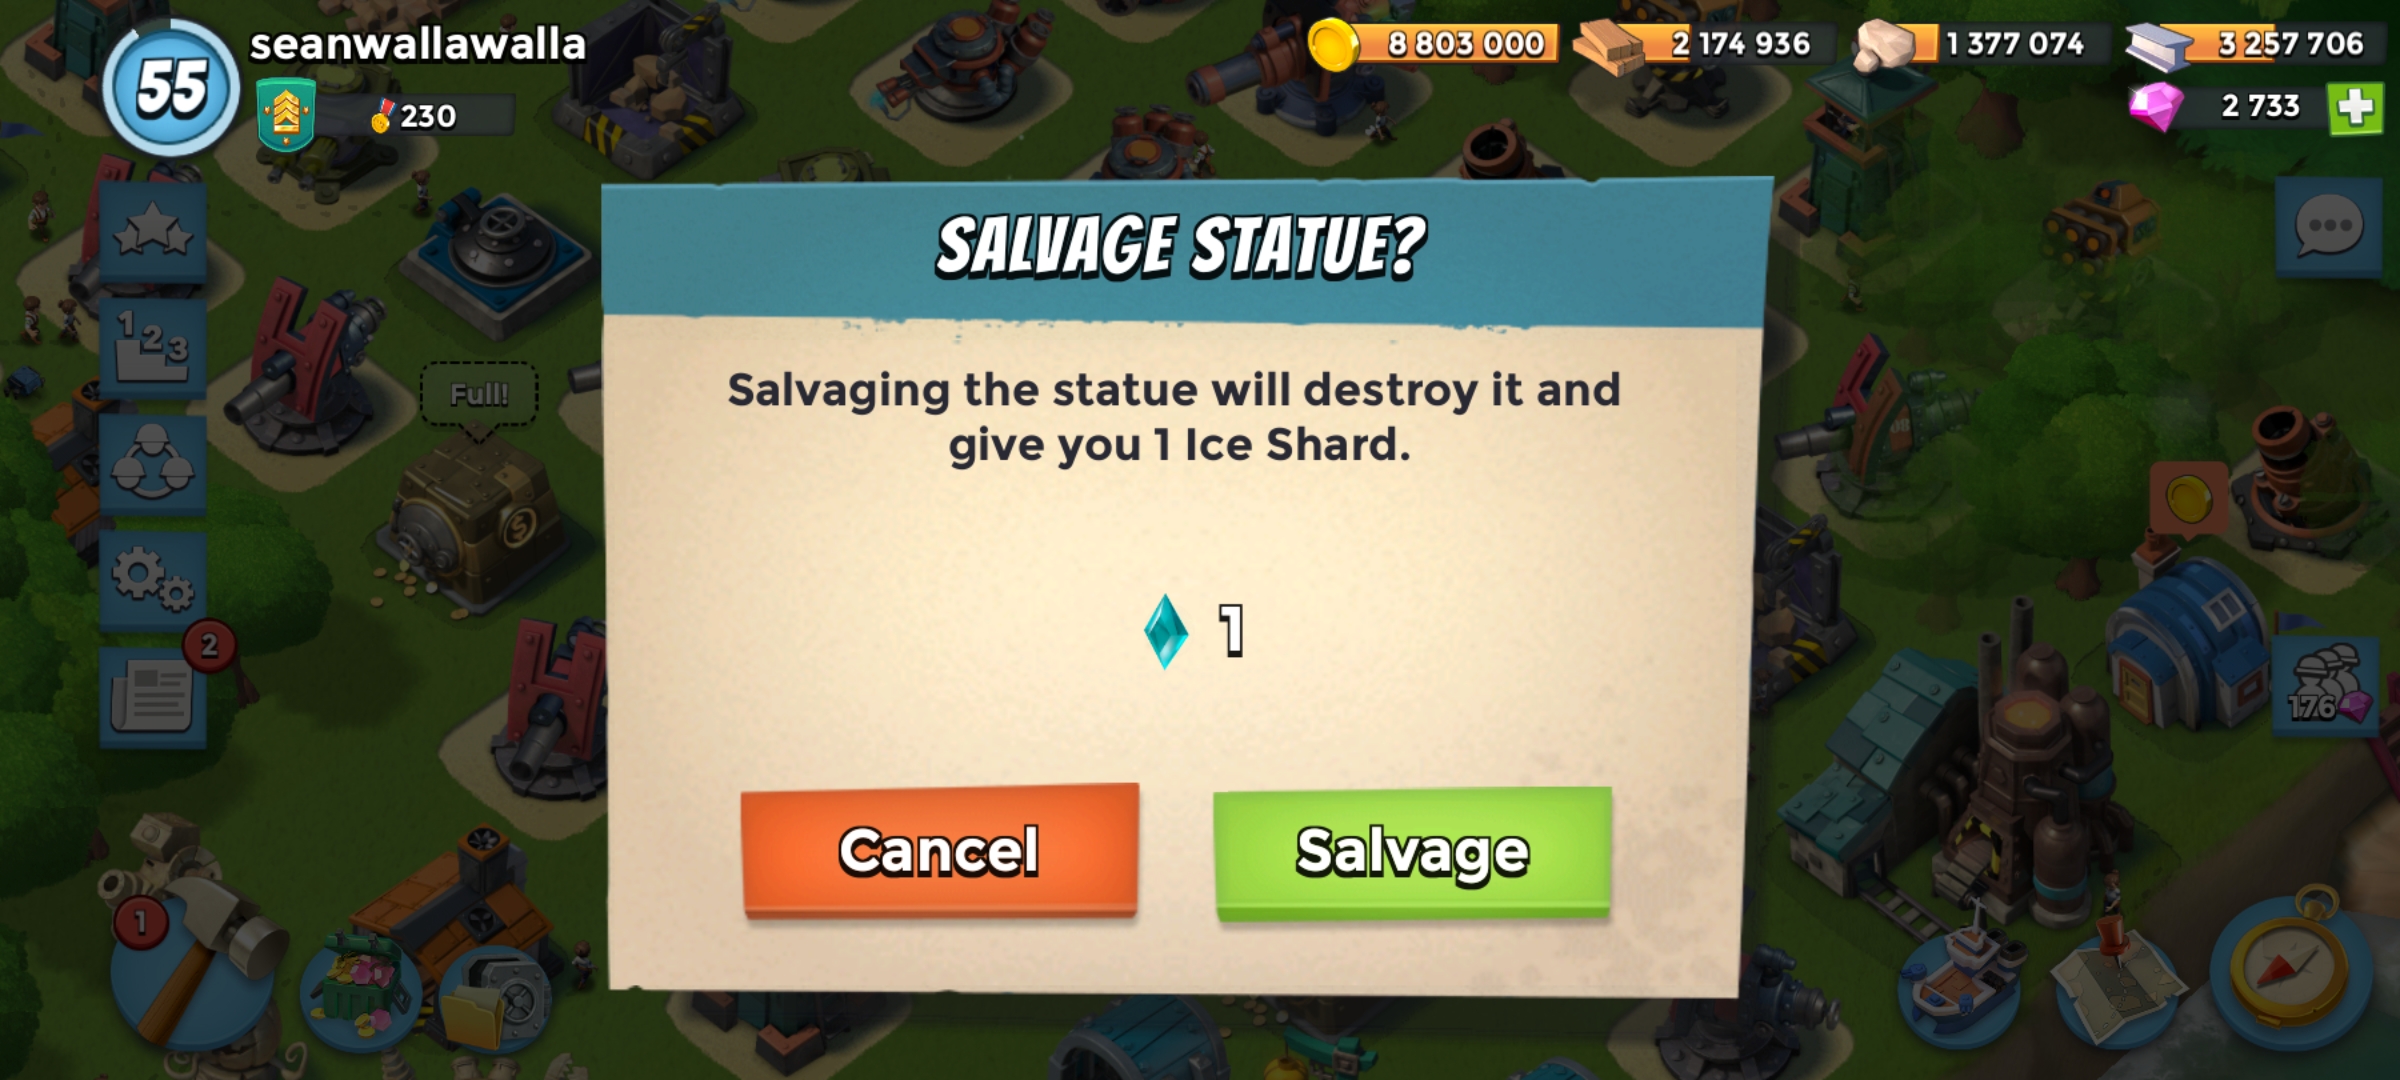 55
seanwallawalla
230
8 803 000
2 174 936
1 377 074
3 257 706
2 733
SALVAGE STATUE?
Salvaging the statue will destroy it and
give you 1 Ice Shard.
1
Cancel
Salvage
1 2 3
Full!
2
176
1